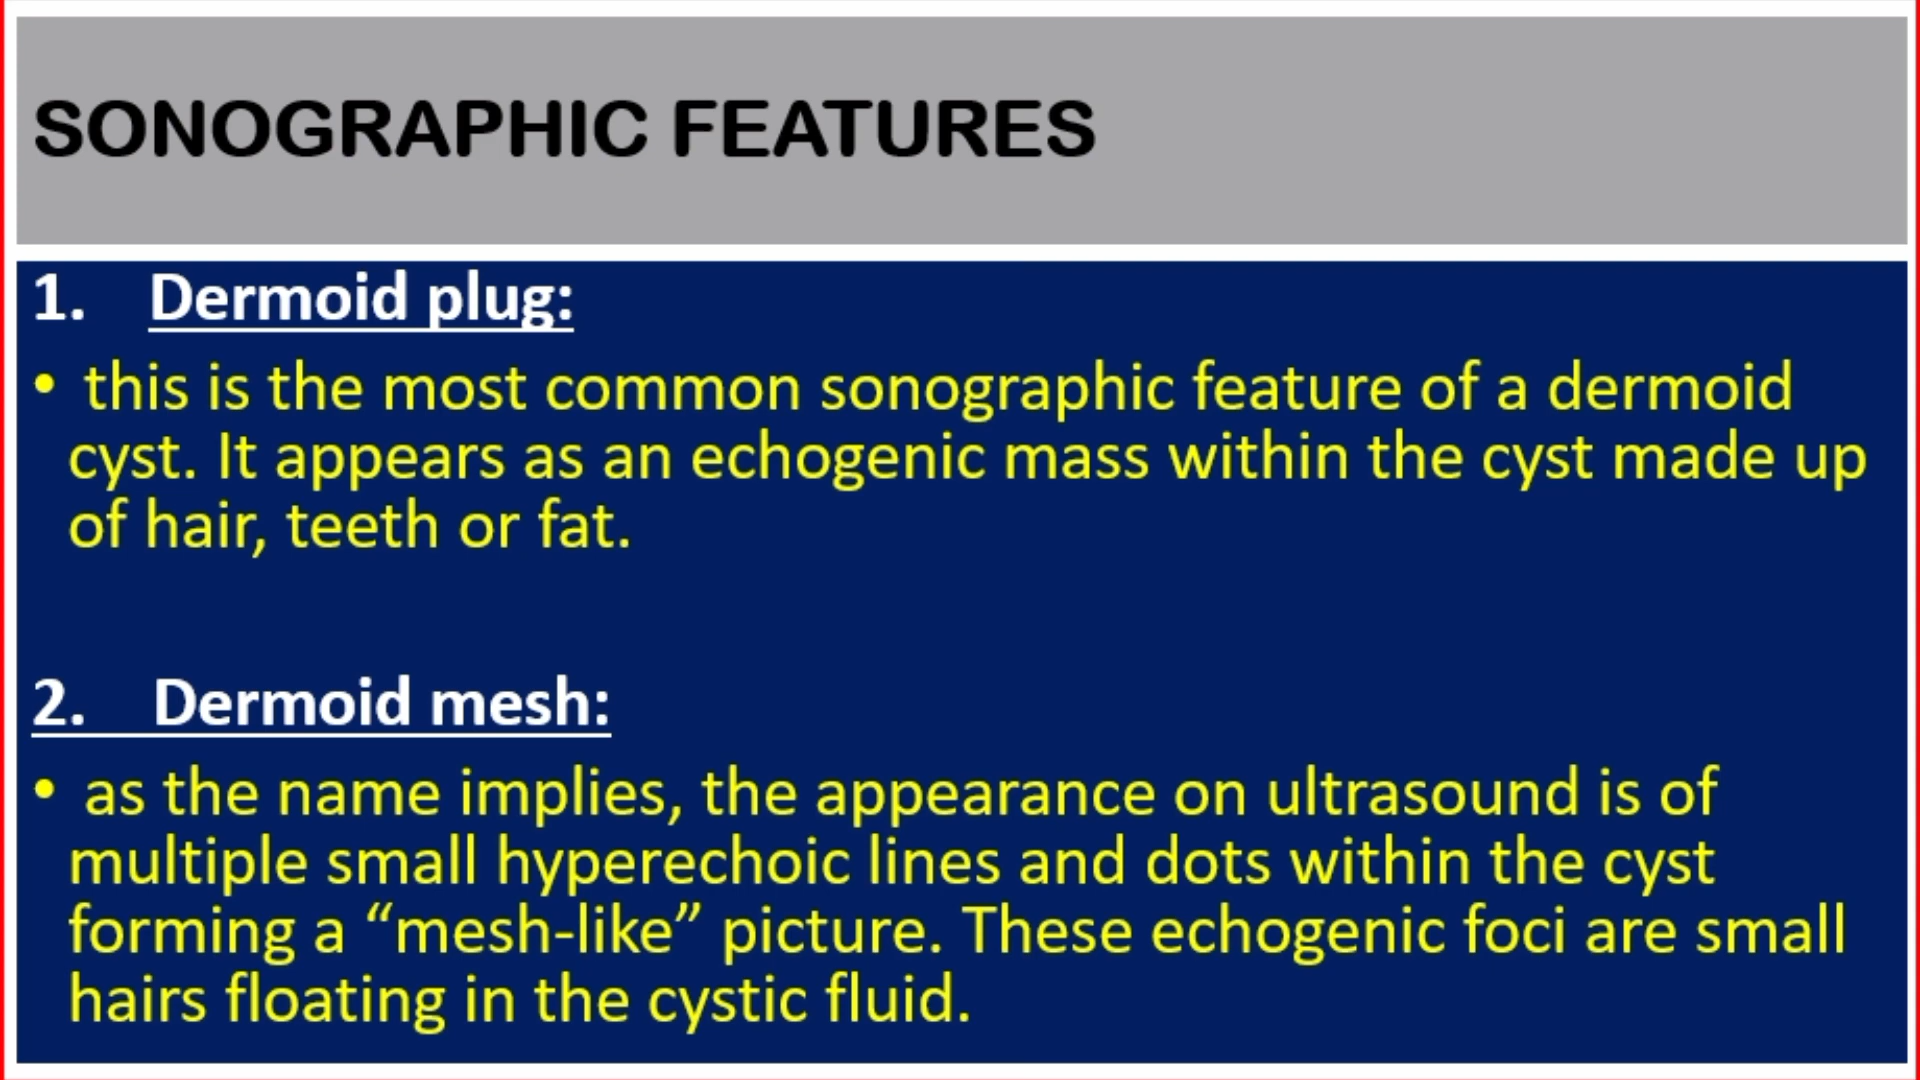 SONOGRAPHIC FEATURES
1. Dermoid plug:
• this is the most common sonographic feature of a dermoid
cyst. It appears as an echogenic mass within the cyst made up
of hair, teeth or fat.
2. Dermoid mesh:
• as the name implies, the appearance on ultrasound is of
multiple small hyperechoic lines and dots within the cyst
forming a “mesh-like” picture. These echogenic foci are small
hairs floating in the cystic fluid.